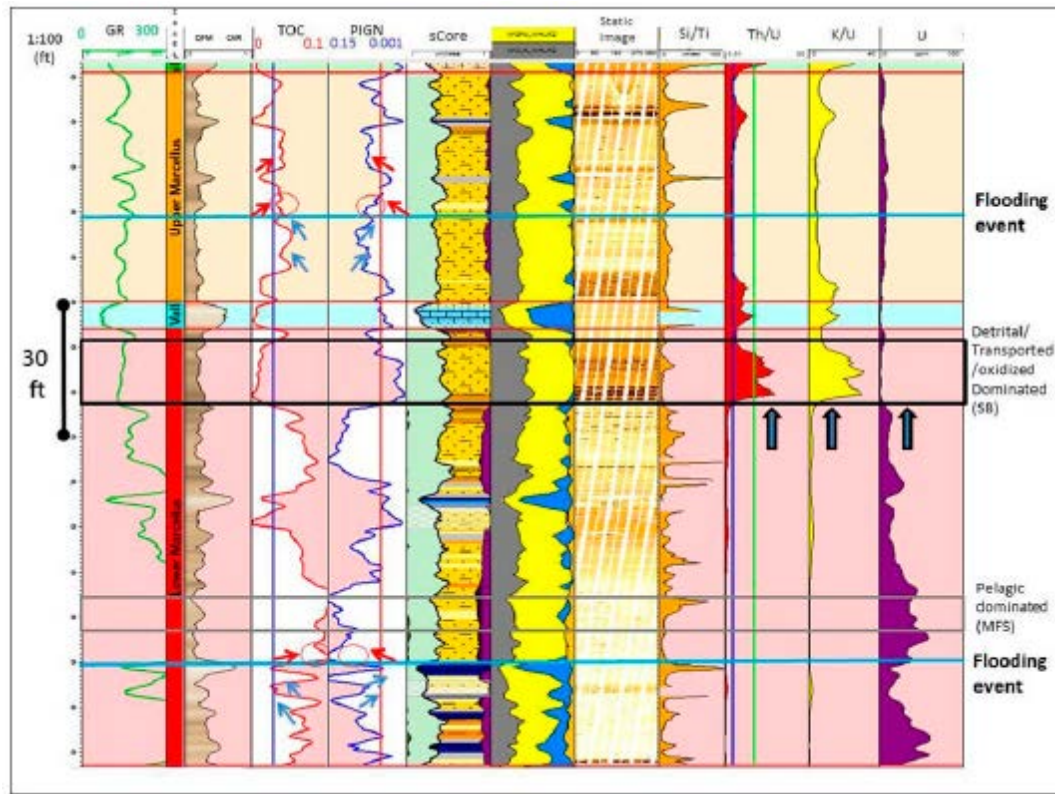 1:100
(ft)
0 GR 300
TOC
0 0.1
PIGN
0.15 0.001
sCore
Static
Image
Si/Ti
Th/U
K/U
U
Upper Marcellus
Lower Marcellus
30
ft
Flooding
event
Detrital/
Transported
/oxidized
Dominated
(SB)
Pelagic
dominated
(MFS)
Flooding
event